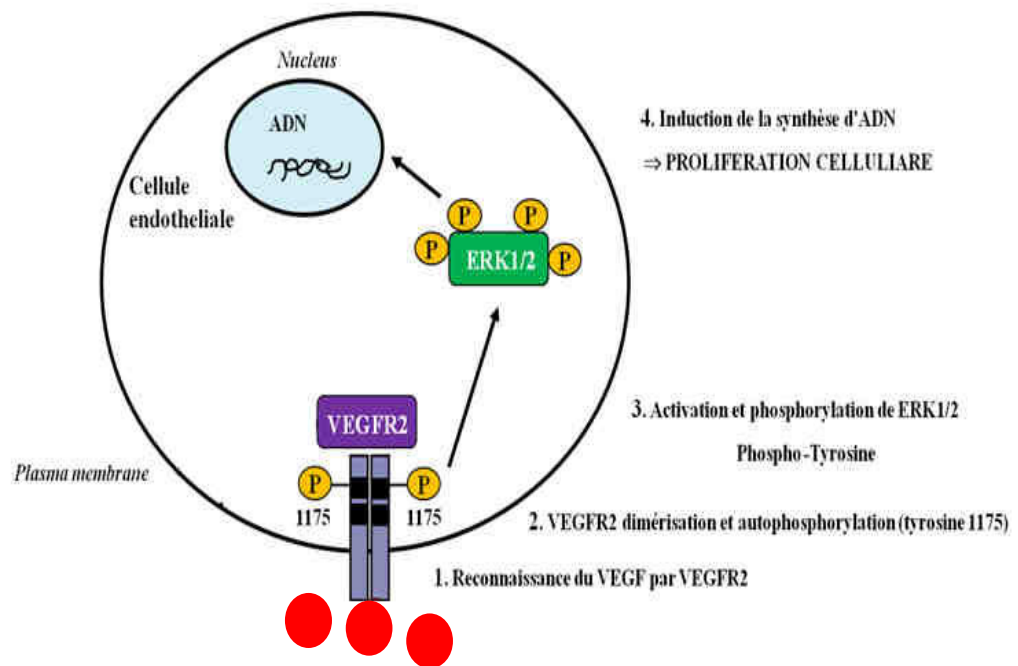 Nucleus
ADN
Cellule
endotheliale
4. Induction de la synthèse d'ADN
⇒ PROLIFERATION CELLULIARE
P
P
P
P
ERK1/2
3. Activation et phosphorylation de ERK1/2
Phospho-Tyrosine
VEGFR2
Plasma membrane
P
P
1175
1175
2. VEGFR2 dimérisation et autophosphorylation (tyrosine 1175)
1. Reconnaissance du VEGF par VEGFR2